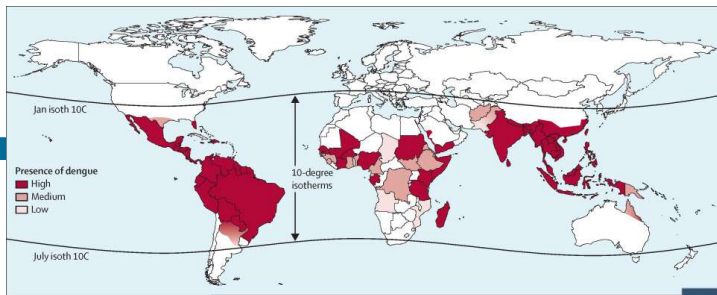 Jan isoth 10C
10-degree
isotherms
Presence of dengue
High
Medium
Low
July isoth 10C